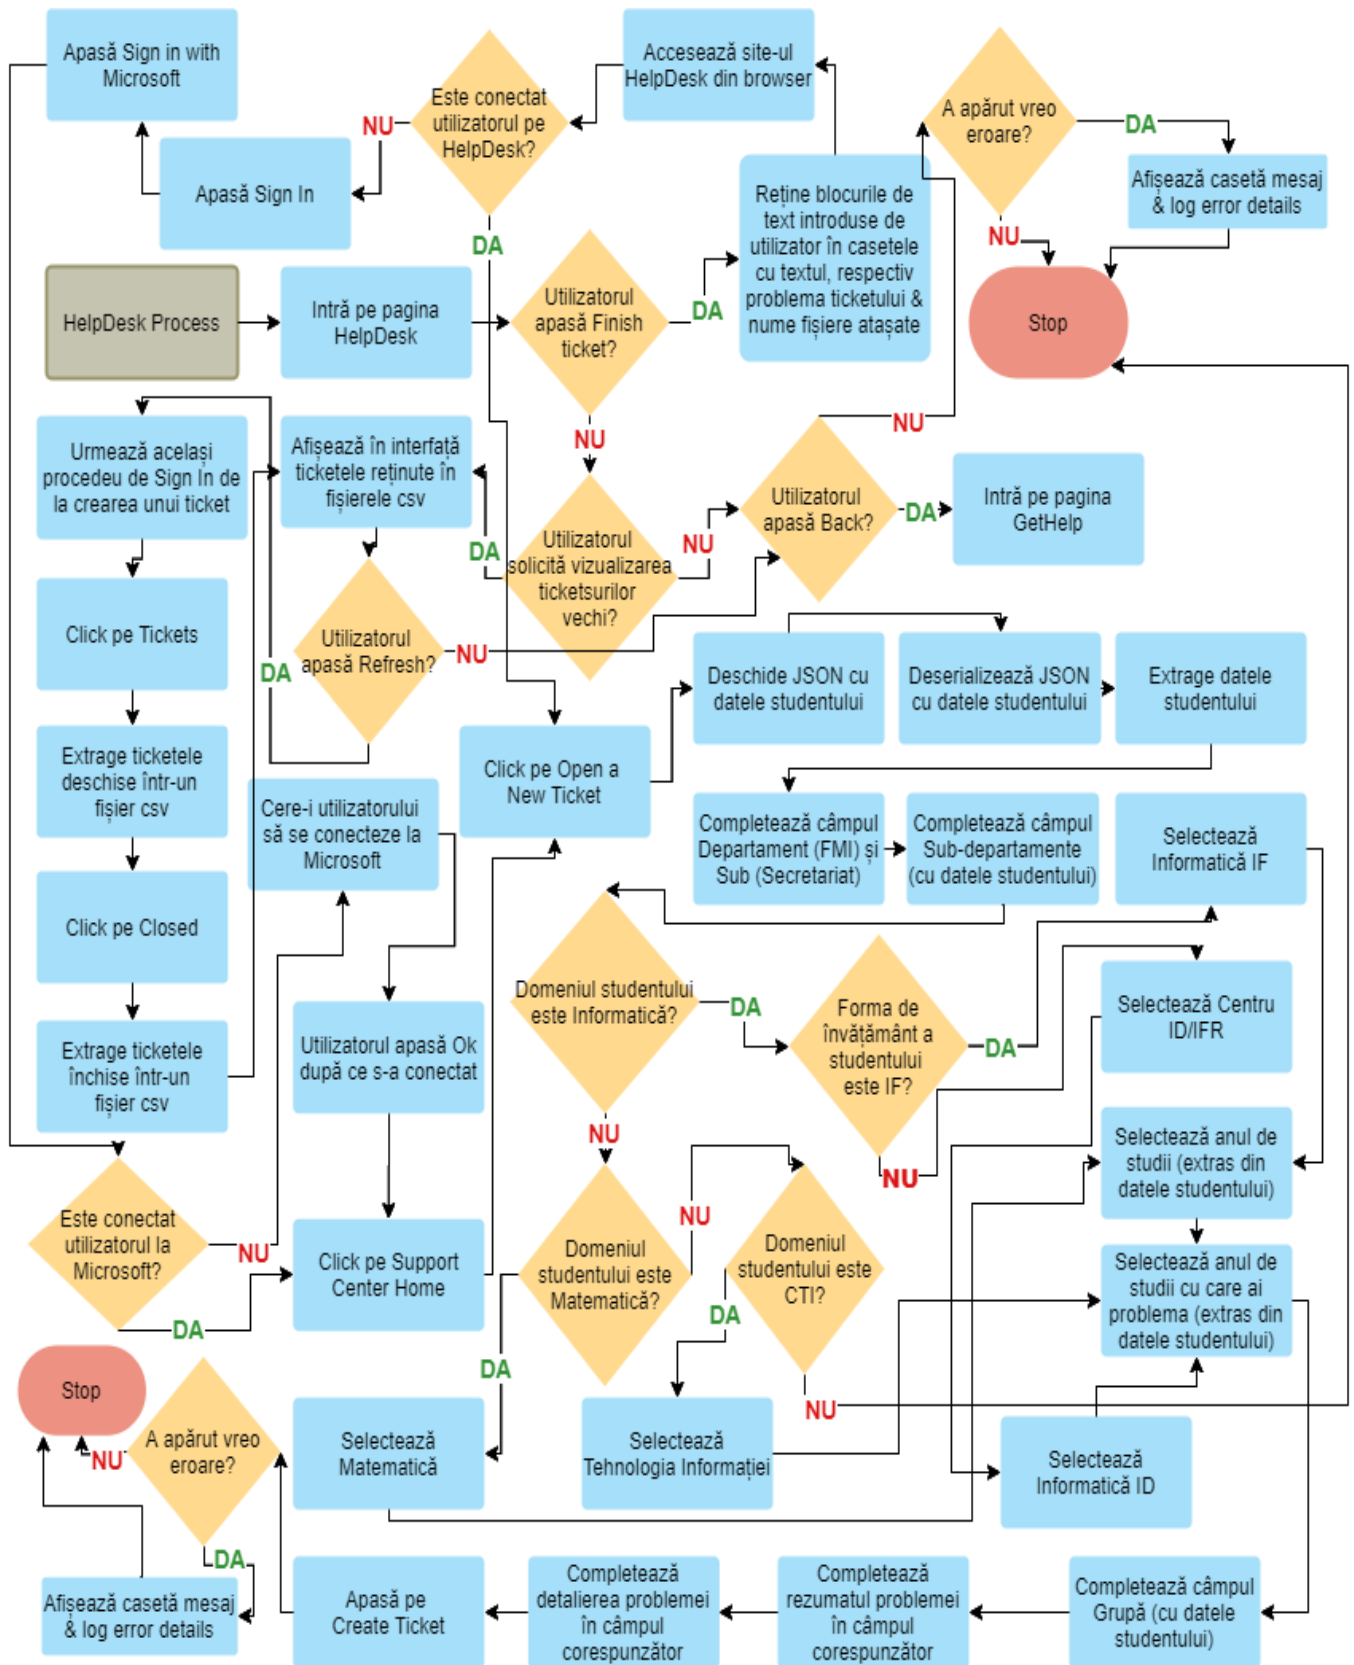 Apasă Sign in with
Microsoft
Este conectat
utilizatorul pe
HelpDesk?
Accesează site-ul
HelpDesk din browser
A apărut vreo
eroare?
DA
NU
Apasă Sign In
Reține blocurile de
text introduse de
utilizator în casetele
cu textul, respectiv
problema ticketului &
nume fișiere atașate
Afișează casetă mesaj
& log error details
NU
DA
HelpDesk Process
Intră pe pagina
HelpDesk
Utilizatorul
apasă Finish
ticket?
DA
Stop
NU
Urmează același
procedeu de Sign In de
la crearea unui ticket
Afișează în interfață
ticketele reținute în
fișierele csv
NU
Utilizatorul
apasă Back?
DA
Intră pe pagina
GetHelp
DA
Utilizatorul
solicită vizualizarea
ticketsurilor
vechi?
NU
Click pe Tickets
Utilizatorul
apasă Refresh?
NU
DA
Deschide JSON cu
datele studentului
Deserializează JSON
cu datele studentului
Extrage datele
studentului
Extrage ticketele
deschise într-un
fișier csv
Click pe Open a
New Ticket
Cere-i utilizatorului
să se conecteze la
Microsoft
Completează câmpul
Departament (FMI) și
Sub (Secretariat)
Completează câmpul
Sub-departamente
(cu datele studentului)
Selectează
Informatică IF
Click pe Closed
Domeniul studentului
este Informatică?
DA
Forma de
învățământ a
studentului
este IF?
DA
Selectează Centru
ID/IFR
Extrage ticketele
închise într-un
fișier csv
Utilizatorul apasă Ok
după ce s-a conectat
NU
NU
Selectează anul de
studii (extras din
datele studentului)
Este conectat
utilizatorul la
Microsoft?
NU
DA
Click pe Support
Center Home
Domeniul
studentului este
Matematică?
NU
Domeniul
studentului este
CTI?
DA
Selectează anul de
studii cu care ai
problema (extras din
datele studentului)
DA
NU
Stop
A apărut vreo
eroare?
NU
Selectează
Matematică
Selectează
Tehnologia Informației
Selectează
Informatică ID
DA
Afișează casetă mesaj
& log error details
Apasă pe
Create Ticket
Completează
detalierea problemei
în câmpul
corespunzător
Completează
rezumatul problemei
în câmpul
corespunzător
Completează câmpul
Grupă (cu datele
studentului)